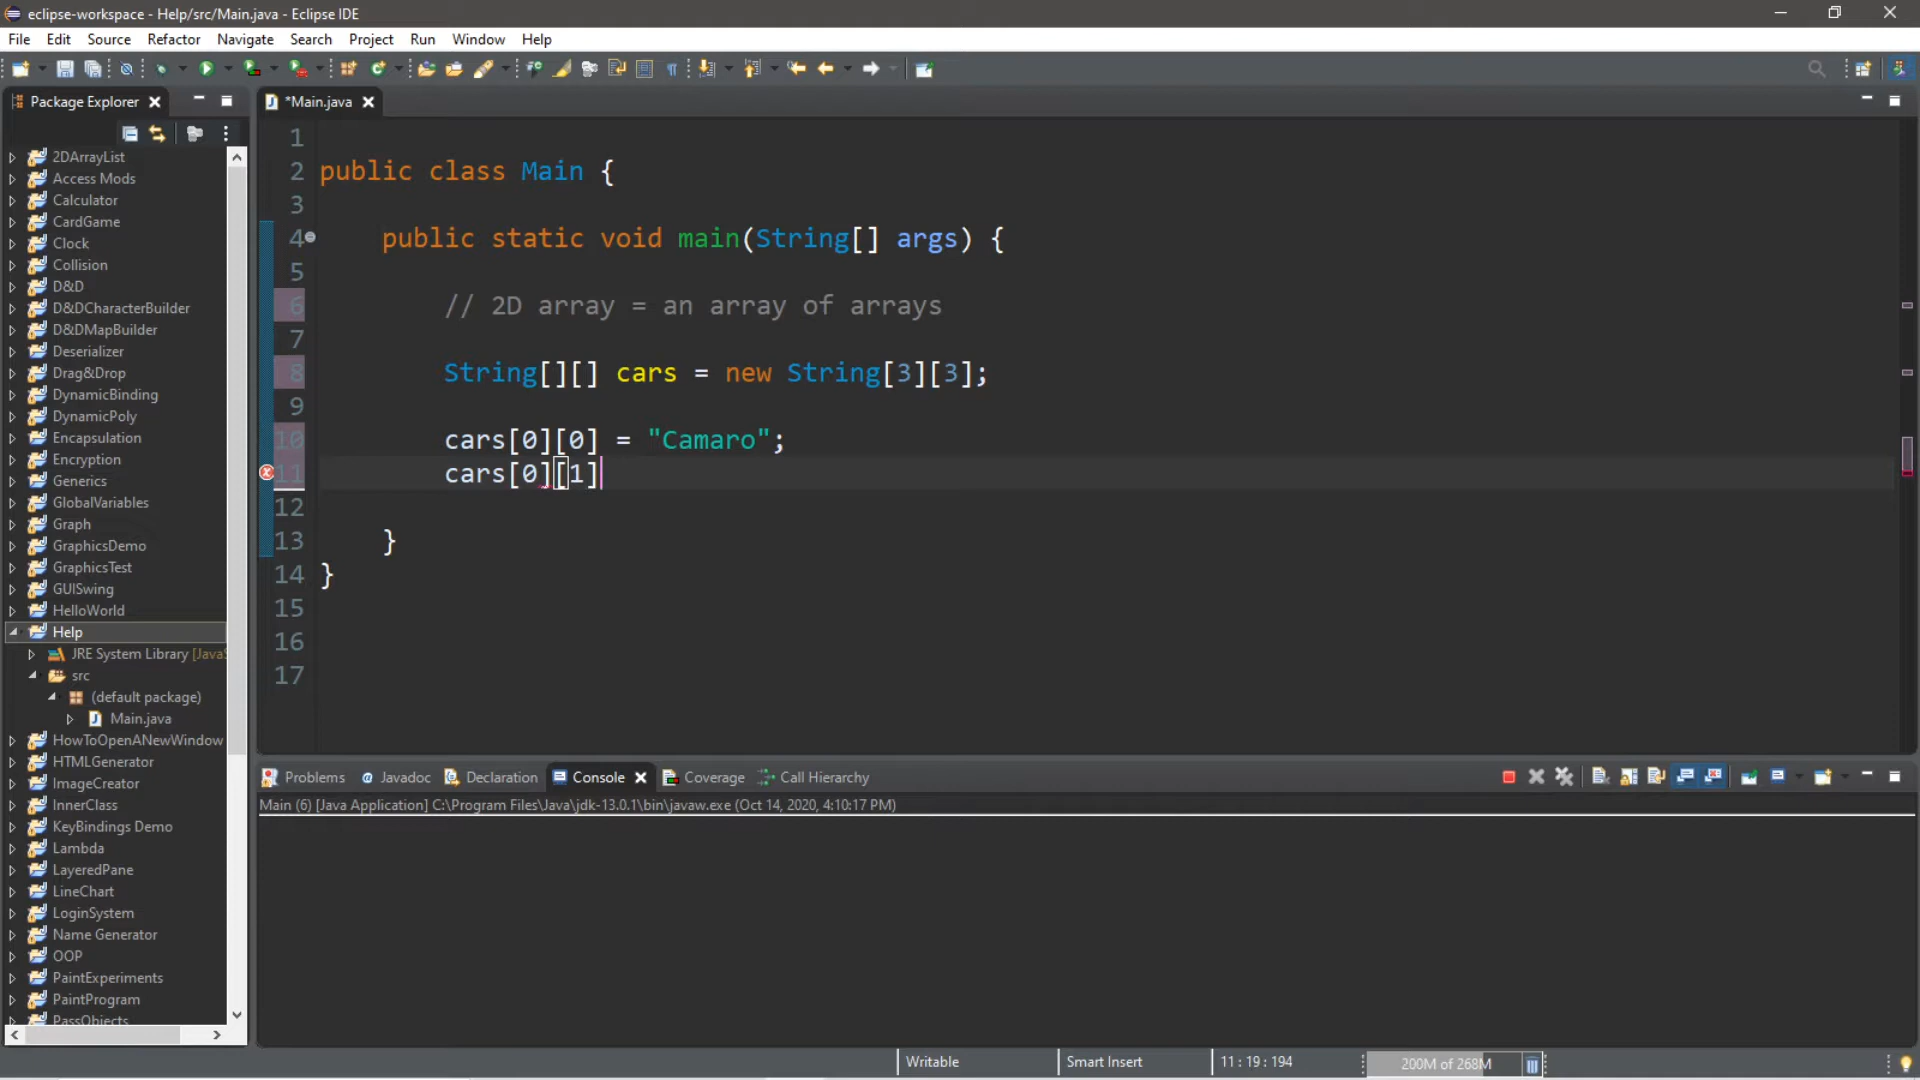 eclipse-workspace - Help/src/Main.java - Eclipse IDE
File Edit Source Refactor Navigate Search Project Run Window Help
Package Explorer
*Main.java
2DArrayList
Access Mods
Calculator
CardGame
Clock
Collision
D&D
D&DCharacterBuilder
D&DMapBuilder
Deserializer
Drag&Drop
DynamicBinding
DynamicPoly
Encapsulation
Encryption
Generics
GlobalVariables
Graph
GraphicsDemo
GraphicsTest
GUISwing
HelloWorld
Help
JRE System Library [JavaS
src
(default package)
Main.java
HowToOpenANewWindow
HTMLGenerator
ImageCreator
InnerClass
KeyBindings Demo
Lambda
LayeredPane
LineChart
LoginSystem
Name Generator
OOP
PaintExperiments
PaintProgram
PassObjects
1
2 public class Main {
3
4 public static void main(String[] args) {
5
6 // 2D array = an array of arrays
7
8 String[][] cars = new String[3][3];
9
10 cars[0][0] = "Camaro";
11 cars[0][1]
12
13 }
14 }
15
16
17
Problems Javadoc Declaration Console Coverage Call Hierarchy
Main (6) [Java Application] C:\Program Files\Java\jdk-13.0.1\bin\javaw.exe (Oct 14, 2020, 4:10:17 PM)
Writable Smart Insert 11 : 19 : 194 200M of 268M